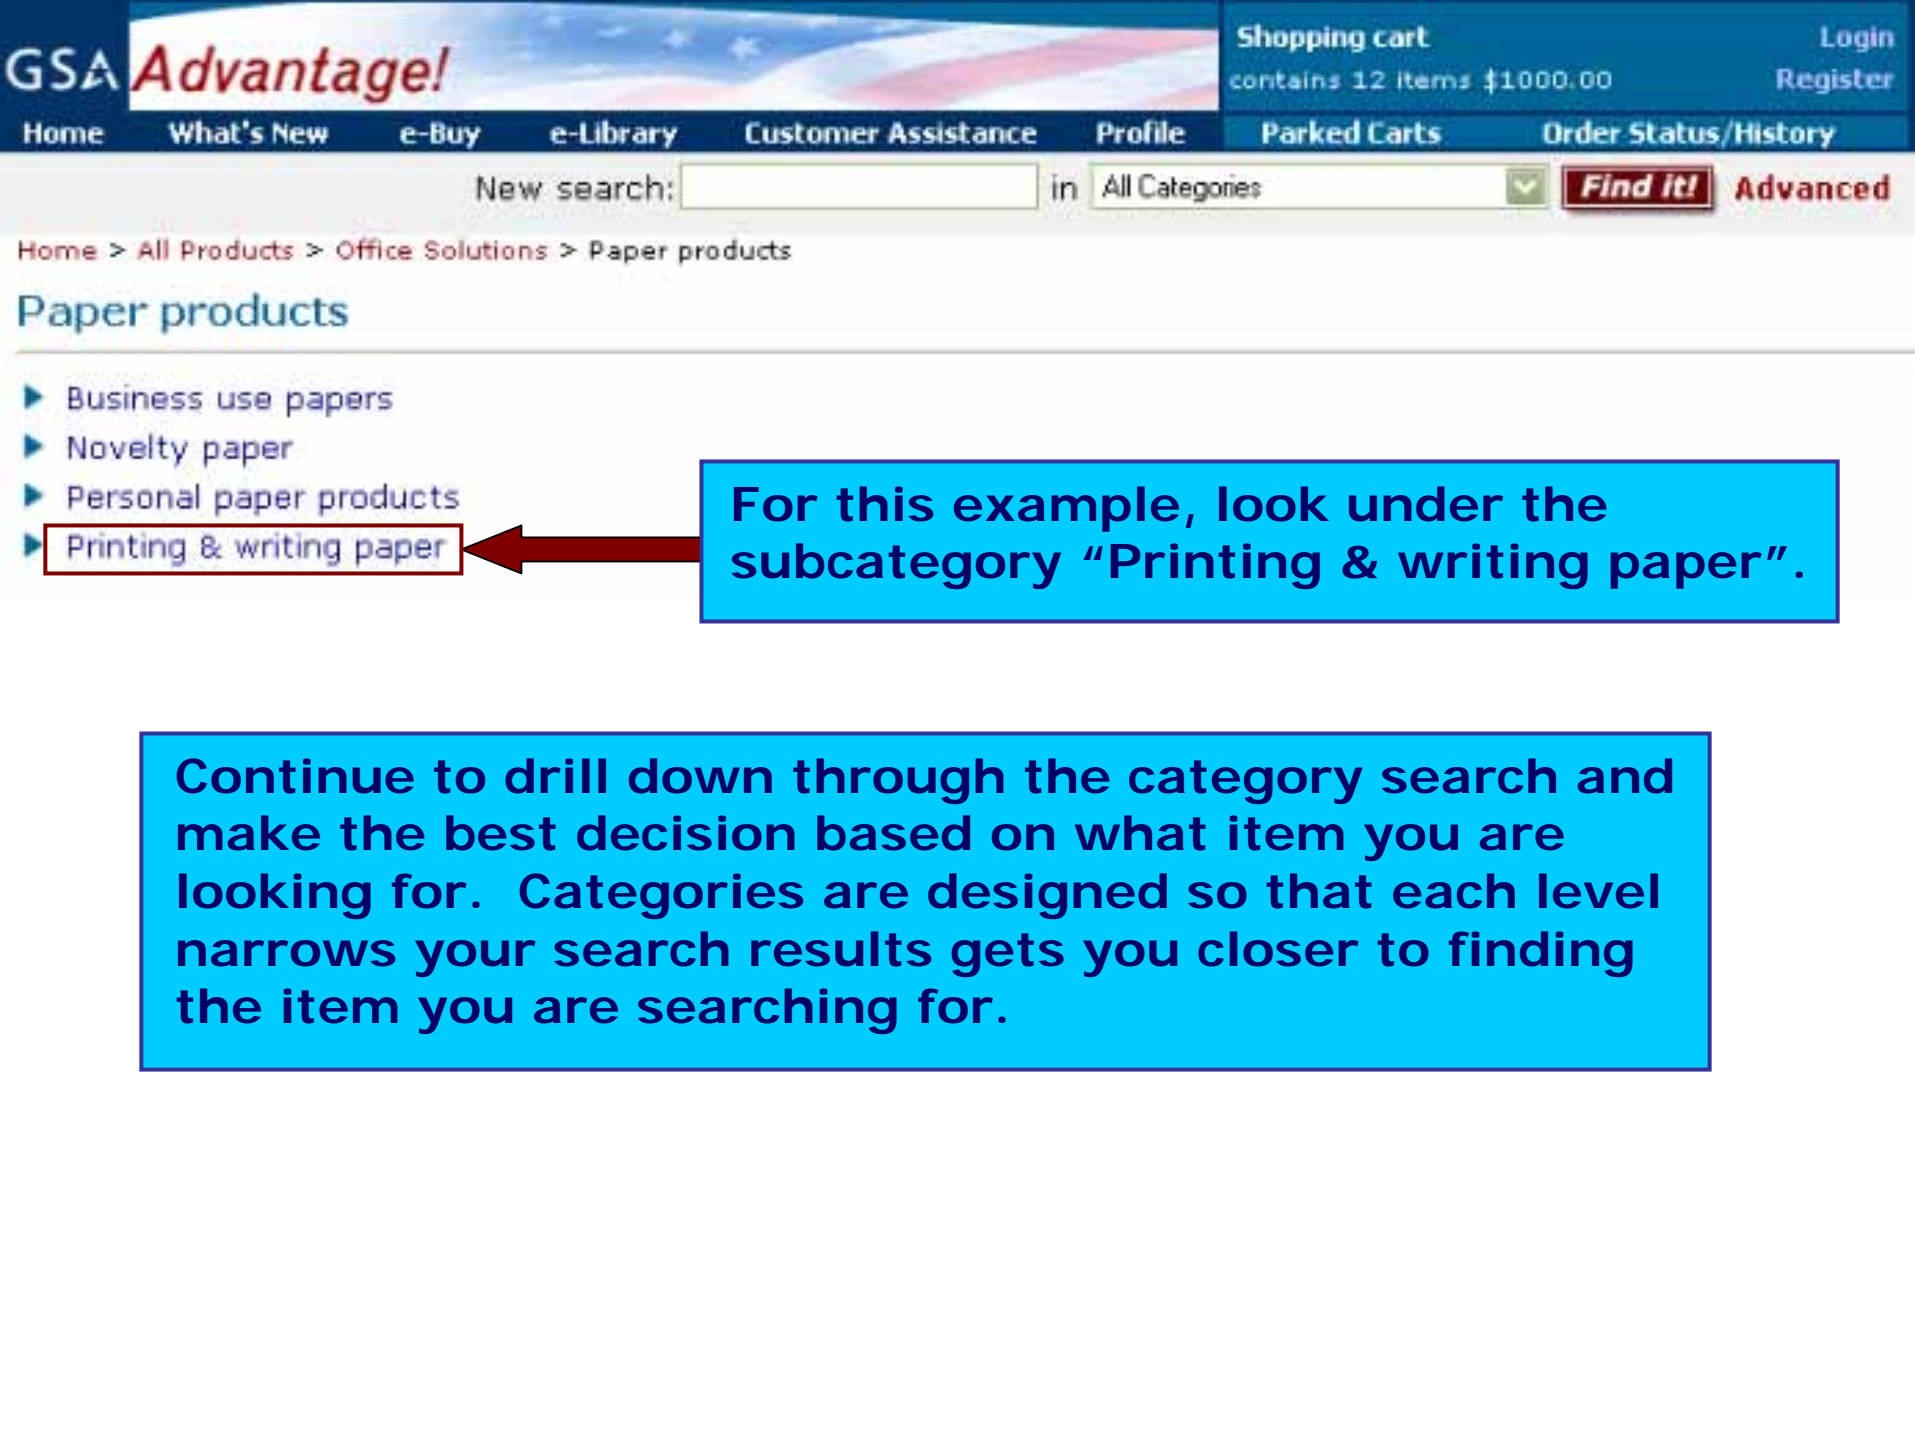 GSA Advantage!
Shopping cart
Login
contains 12 items $1000.00
Register
Home What's New e-Buy e-Library Customer Assistance Profile Parked Carts Order Status/History
New search: in All Categories Find it! Advanced
Home > All Products > Office Solutions > Paper products
Paper products
Business use papers
Novelty paper
Personal paper products
Printing & writing paper
For this example, look under the
subcategory “Printing & writing paper”.
Continue to drill down through the category search and
make the best decision based on what item you are
looking for.  Categories are designed so that each level
narrows your search results gets you closer to finding
the item you are searching for.